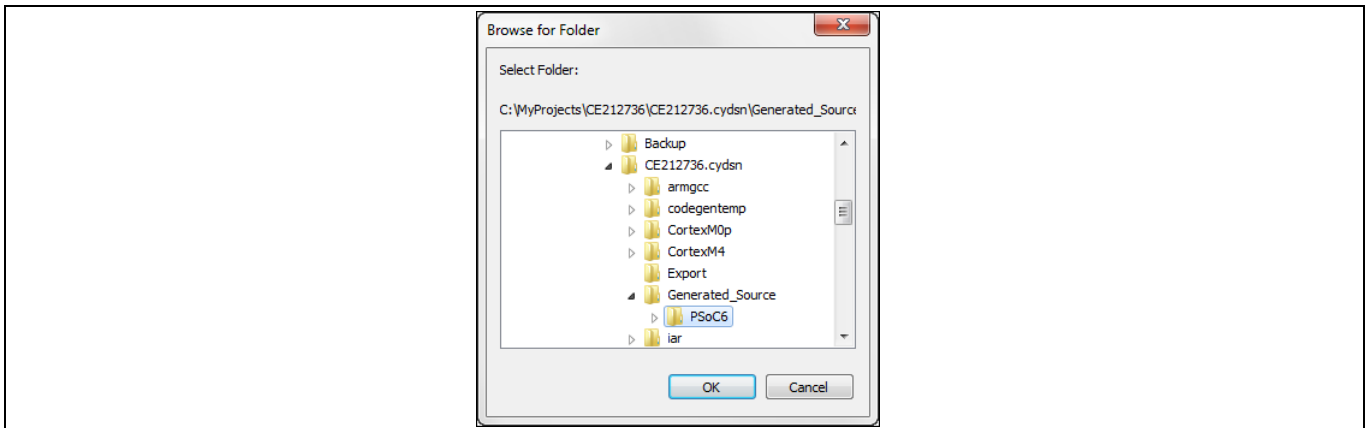 Browse for Folder
Select Folder:
C:\MyProjects\CE212736\CE212736.cydsn\Generated_Source
Backup
CE212736.cydsn
armgcc
codegentemp
CortexM0p
CortexM4
Export
Generated_Source
PSoC6
iar
OK Cancel